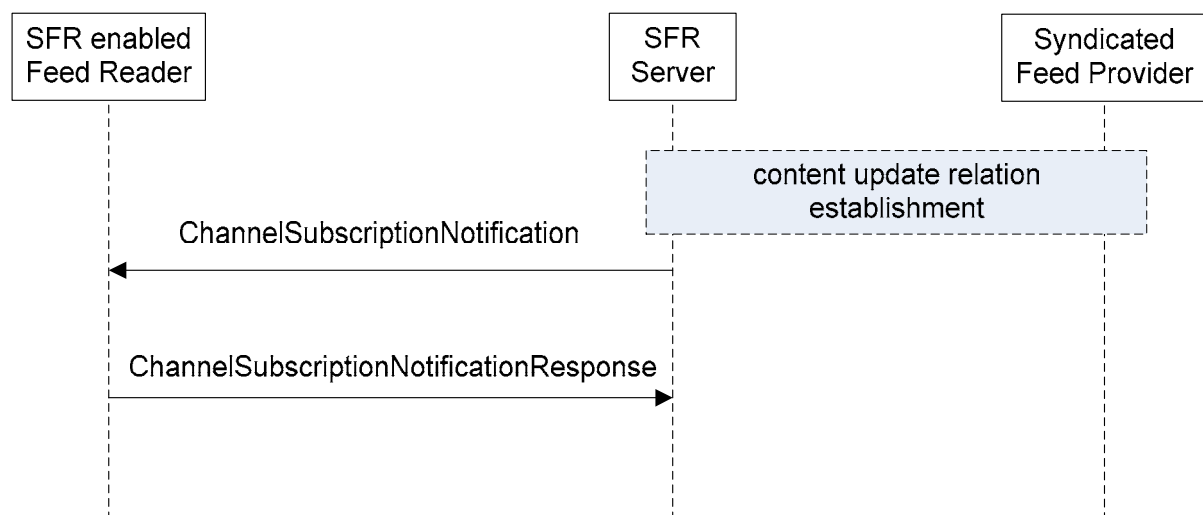 SFR enabled
Feed Reader
SFR
Server
Syndicated
Feed Provider
content update relation
establishment
ChannelSubscriptionNotification
ChannelSubscriptionNotificationResponse